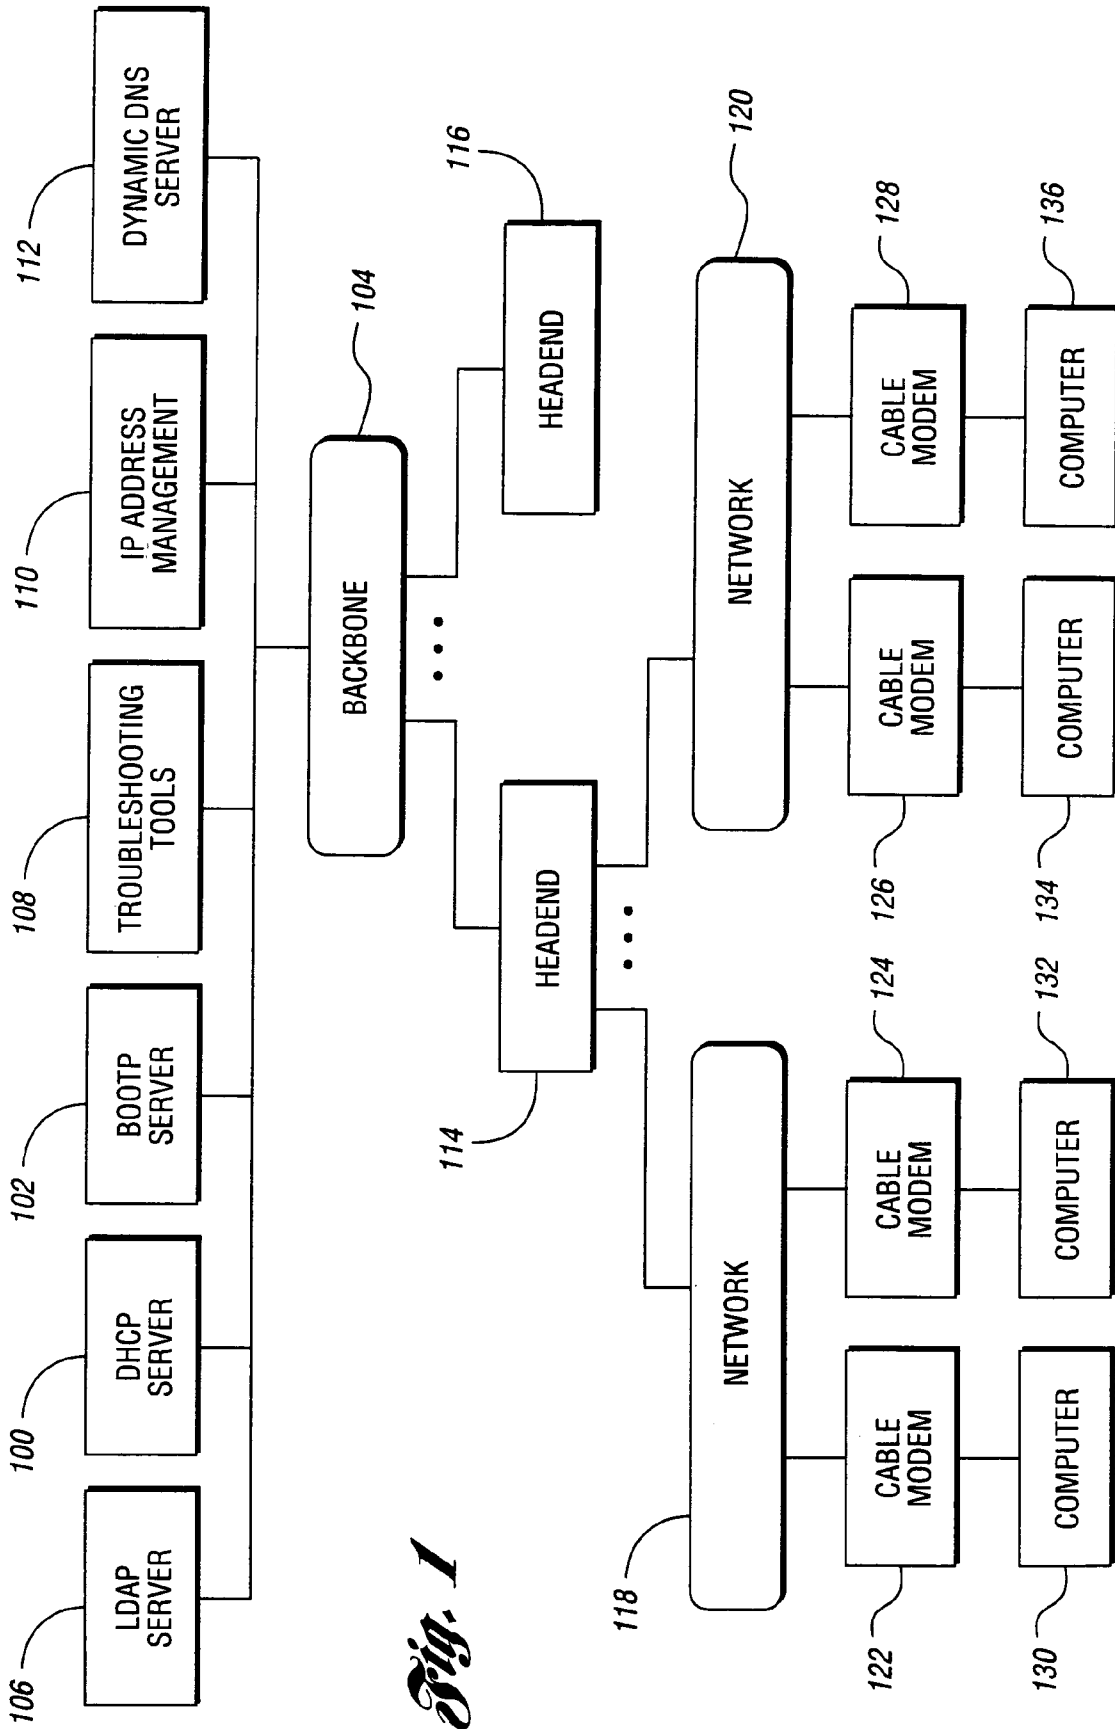 106
100
102
108
110
112
LDAP
SERVER
DHCP
SERVER
BOOTP
SERVER
TROUBLESHOOTING
TOOLS
IP ADDRESS
MANAGEMENT
DYNAMIC DNS
SERVER
BACKBONE
104
• • •
114
HEADEND
HEADEND
116
• • •
118
NETWORK
NETWORK
120
122
CABLE
MODEM
CABLE
MODEM
124
126
CABLE
MODEM
CABLE
MODEM
128
130
COMPUTER
COMPUTER
132
134
COMPUTER
COMPUTER
136
Fig. 1